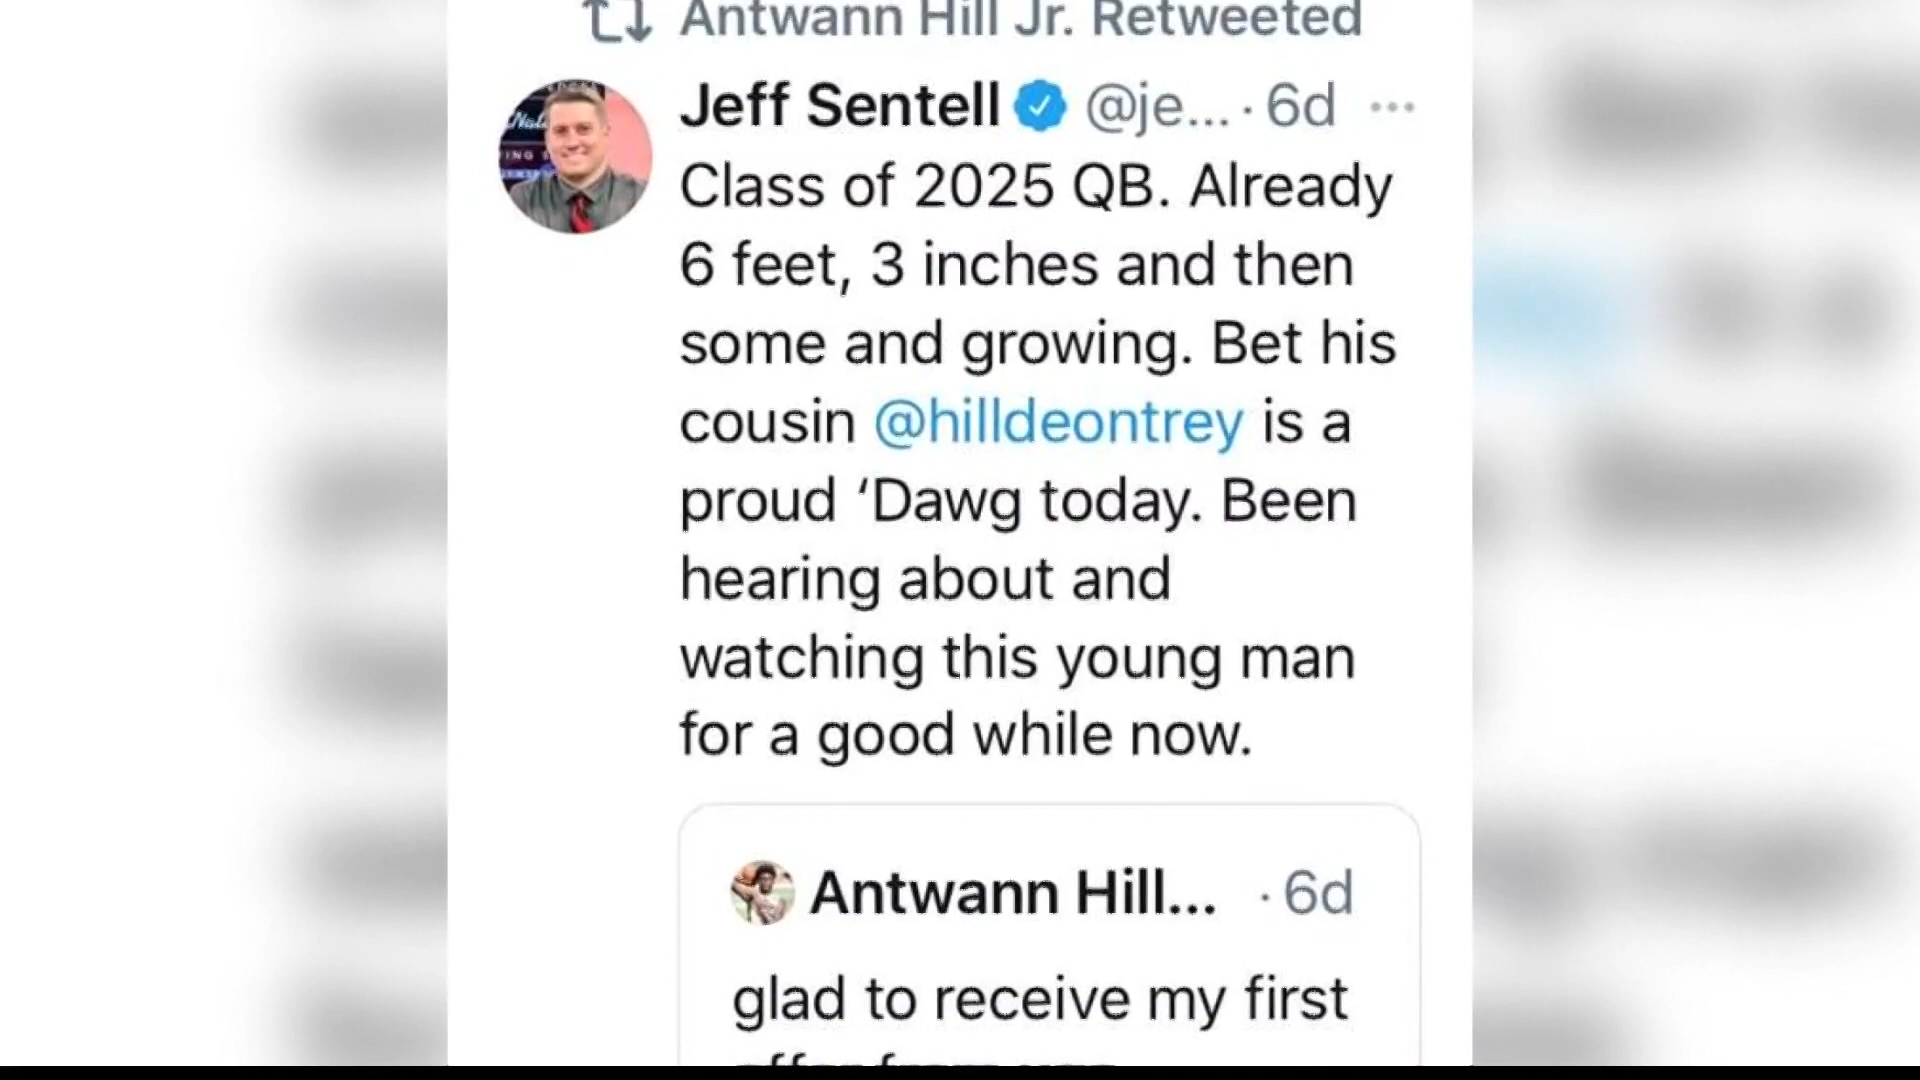 Antwann Hill Jr. Retweeted
Jeff Sentell @je... · 6d ...
Class of 2025 QB. Already
6 feet, 3 inches and then
some and growing. Bet his
cousin @hilldeontrey is a
proud ‘Dawg today. Been
hearing about and
watching this young man
for a good while now.
Antwann Hill... · 6d
glad to receive my first